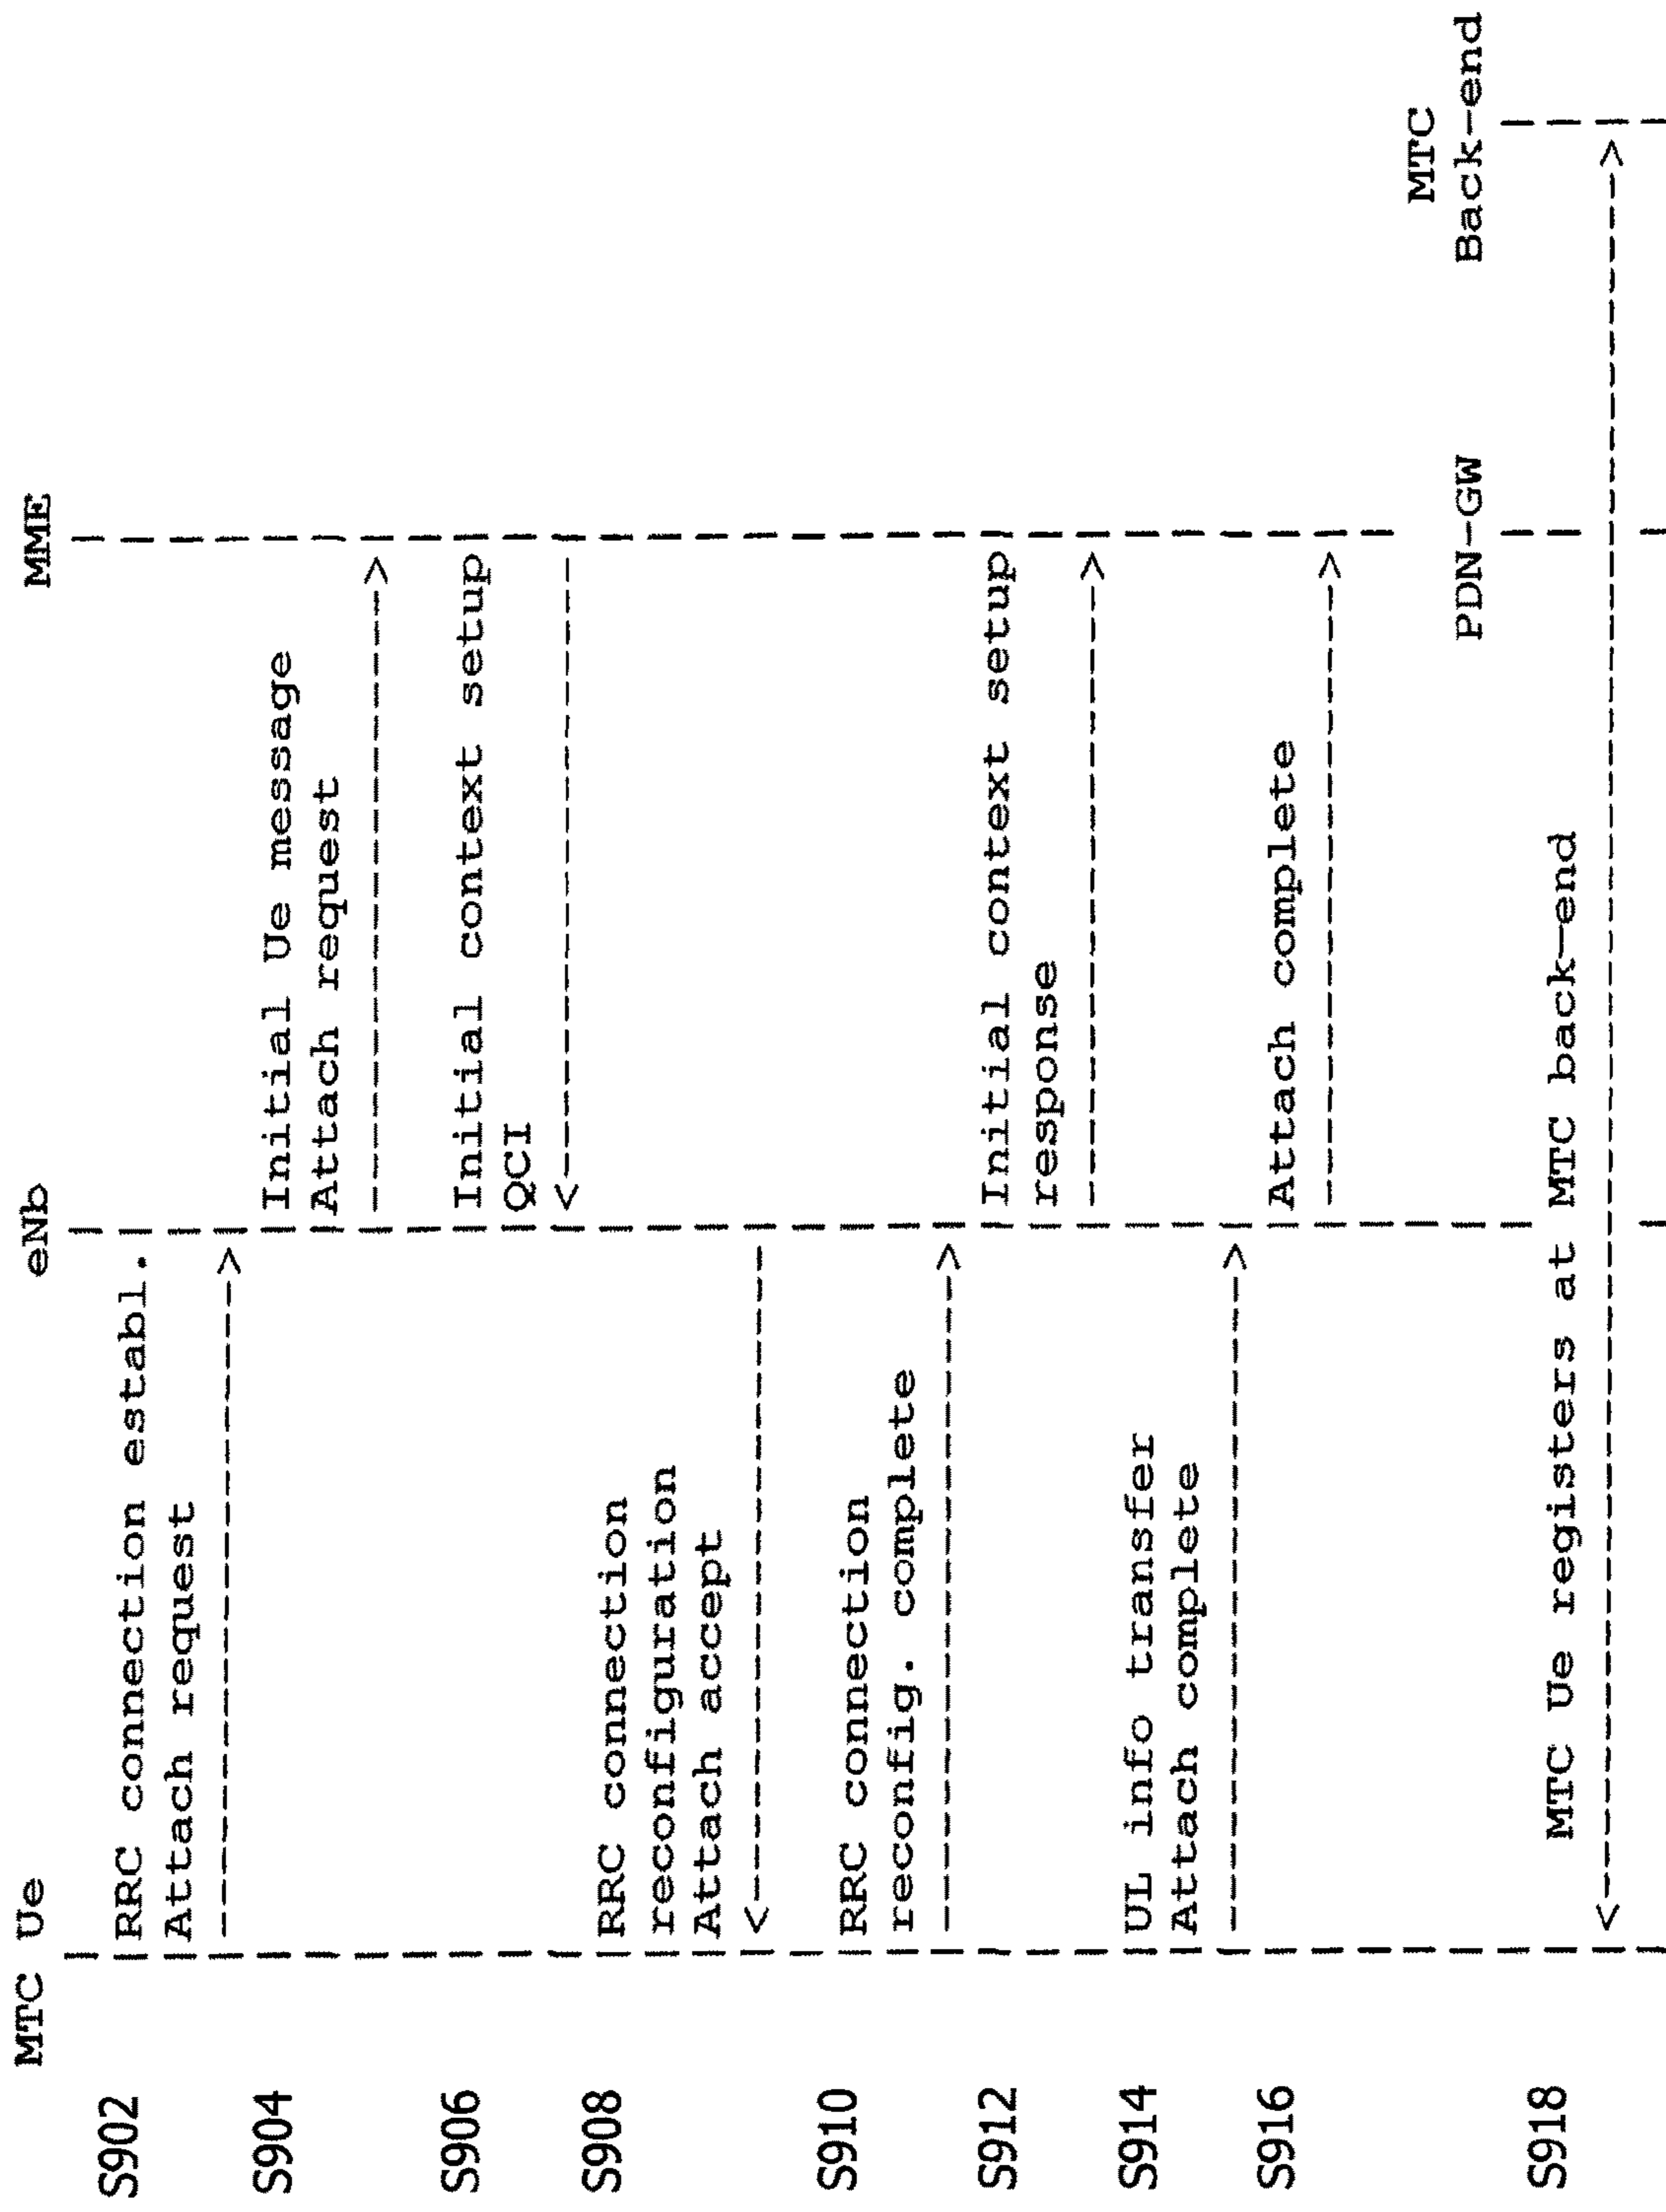 MTC Ue eNb MME
S902 RRC connection establ.
Attach request
S904 Initial Ue message
Attach request
S906 Initial context setup
QCI
S908 RRC connection
reconfiguration
Attach accept
S910 RRC connection
reconfig. complete
S912 Initial context setup
response
S914 UL info transfer
Attach complete
S916 Attach complete
MTC
PDN-GW Back-end
S918 MTC Ue registers at MTC back-end